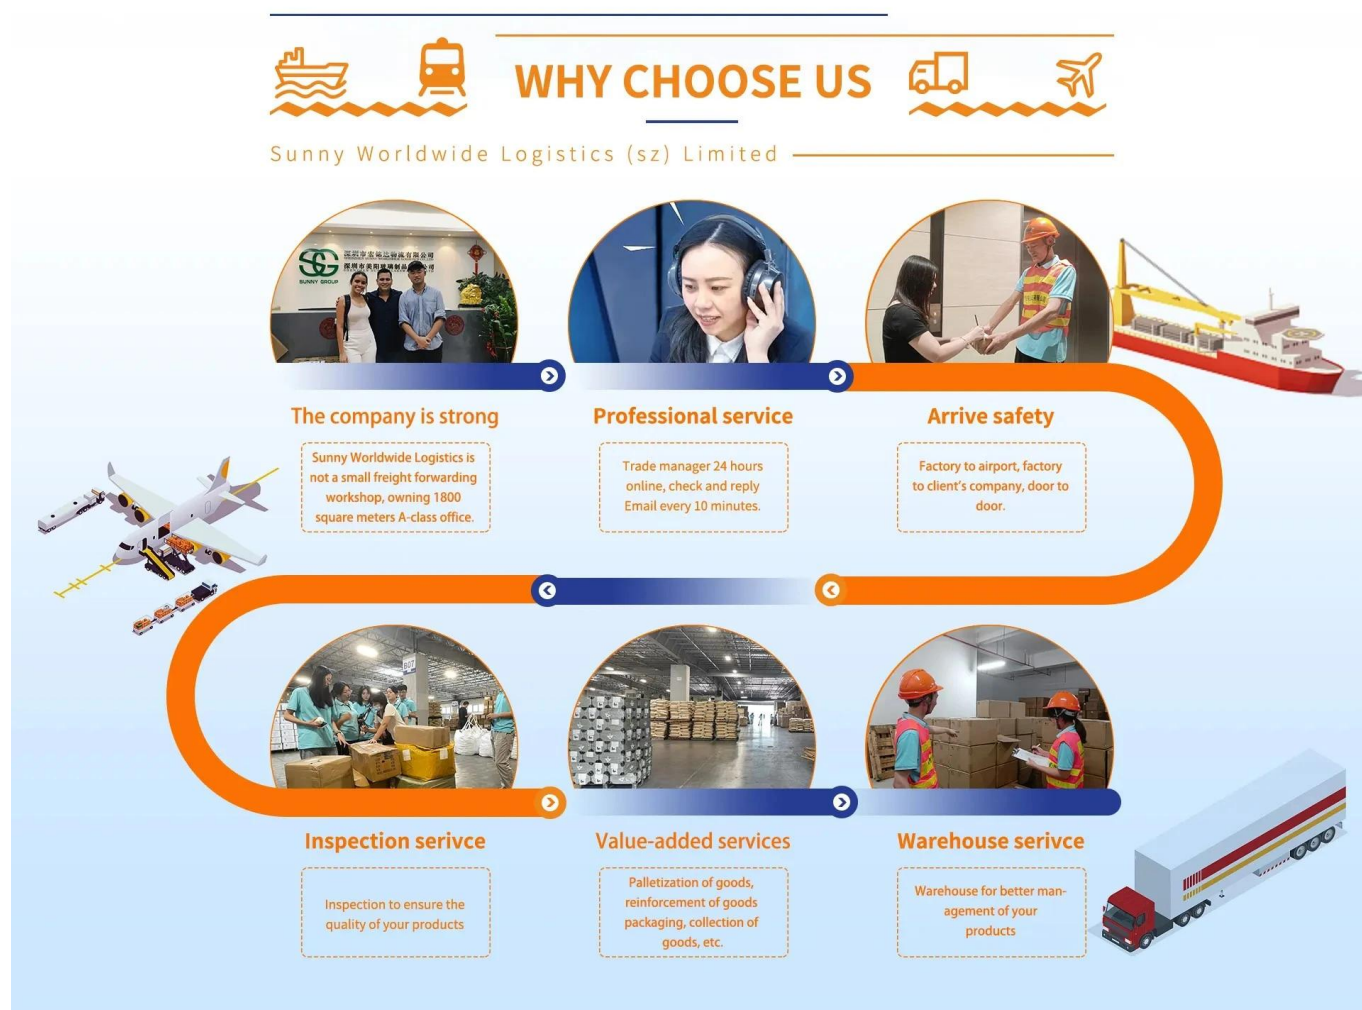 WHY CHOOSE US
Sunny Worldwide Logistics (sz) Limited
SG
SUNNY GROUP
The company is strong
Sunny Worldwide Logistics is
not a small freight forwarding
workshop, owning 1800
square meters A-class office.
Professional service
Trade manager 24 hours
online, check and reply
Email every 10 minutes.
Arrive safety
Factory to airport, factory
to client's company, door to
door.
B07
Inspection serivce
Inspection to ensure the
quality of your products
Value-added services
Palletization of goods,
reinforcement of goods
packaging, collection of
goods, etc.
Warehouse serivce
Warehouse for better man-
agement of your
products